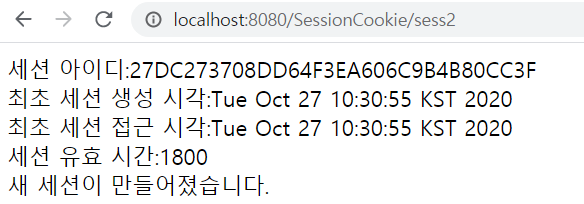 localhost:8080/SessionCookie/sess2
세션 아이디:27DC273708DD64F3EA606C9B4B80CC3F
최초 세션 생성 시각:Tue Oct 27 10:30:55 KST 2020
최초 세션 접근 시각:Tue Oct 27 10:30:55 KST 2020
세션 유효 시간:1800
새 세션이 만들어졌습니다.